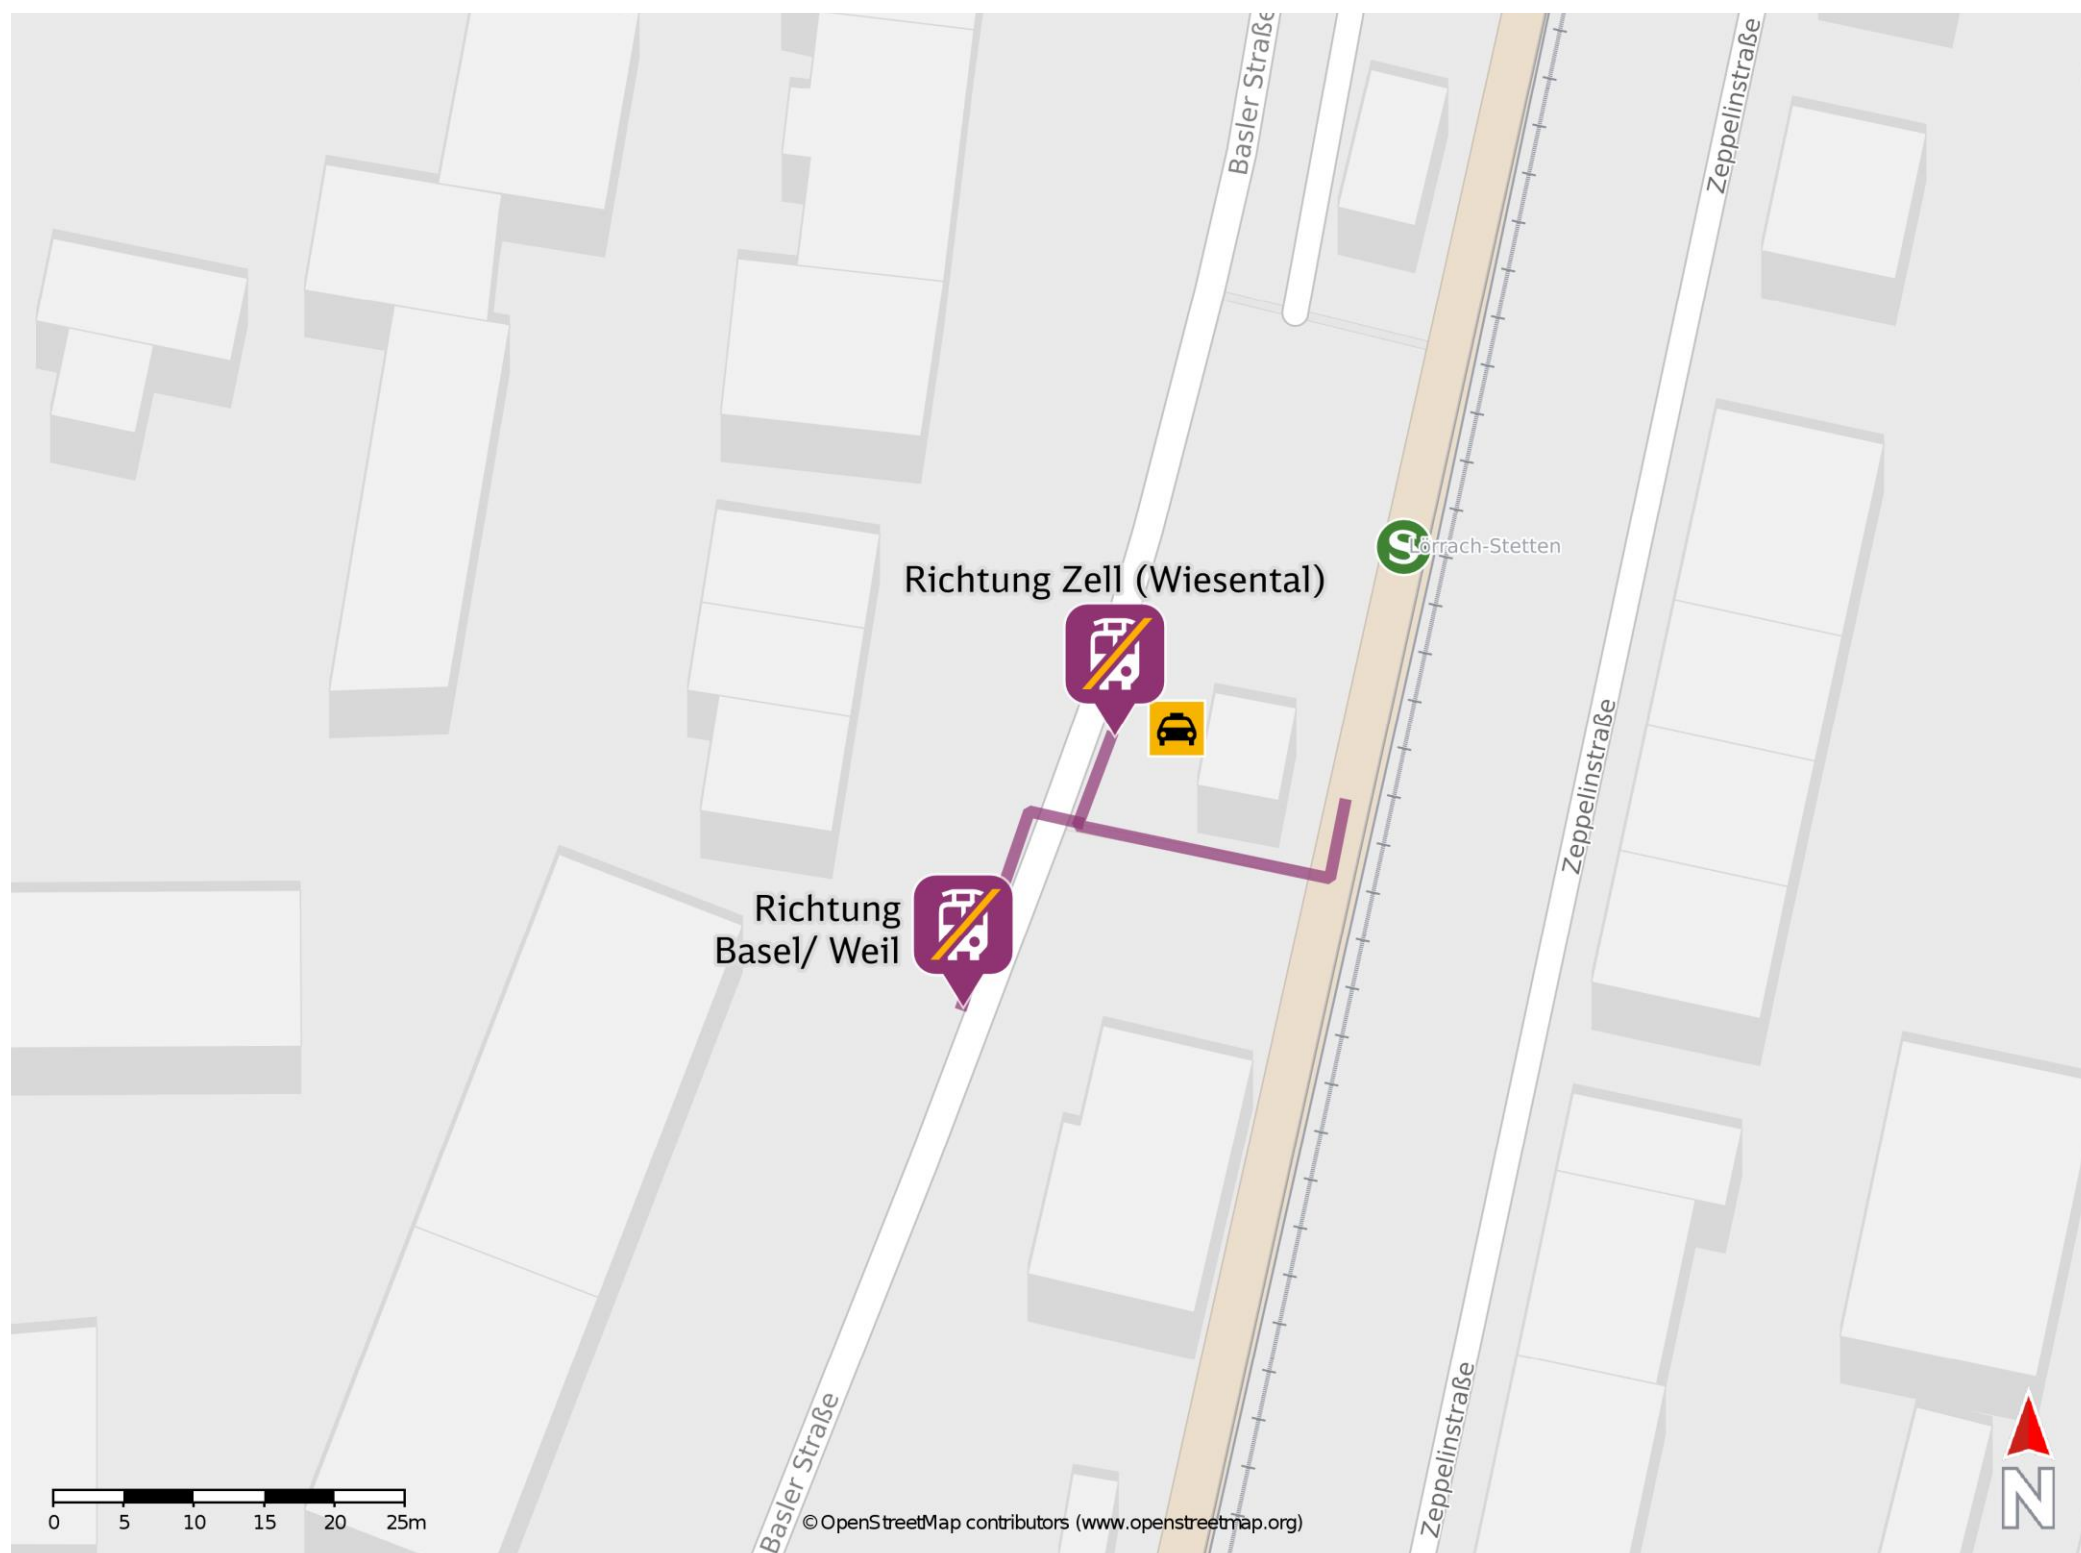 Basler Straße
Zeppelinstraße
S
Lörrach-Stetten
Richtung Zell (Wiesental)
Zeppelinstraße
Richtung
Basel/ Weil
Zeppelinstraße
Basler Straße
0 5 10 15 20 25m
© OpenStreetMap contributors (www.openstreetmap.org)
N